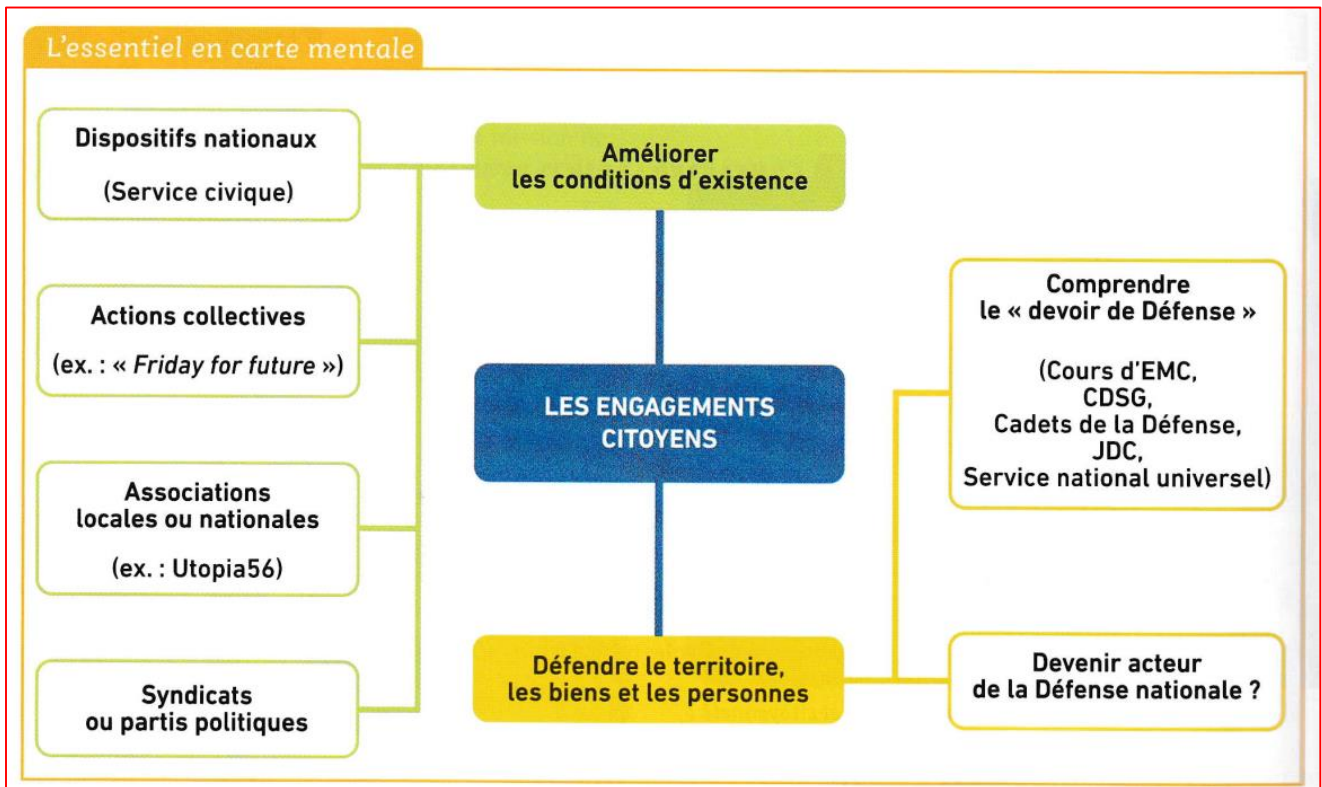 L'essentiel en carte mentale
Dispositifs nationaux
(Service civique)
Actions collectives
(ex. : « Friday for future »)
Associations
locales ou nationales
(ex. : Utopia56)
Syndicats
ou partis politiques
Améliorer
les conditions d'existence
LES ENGAGEMENTS
CITOYENS
Défendre le territoire,
les biens et les personnes
Comprendre
le « devoir de Défense »
(Cours d'EMC,
CDSG,
Cadets de la Défense,
JDC,
Service national universel)
Devenir acteur
de la Défense nationale ?